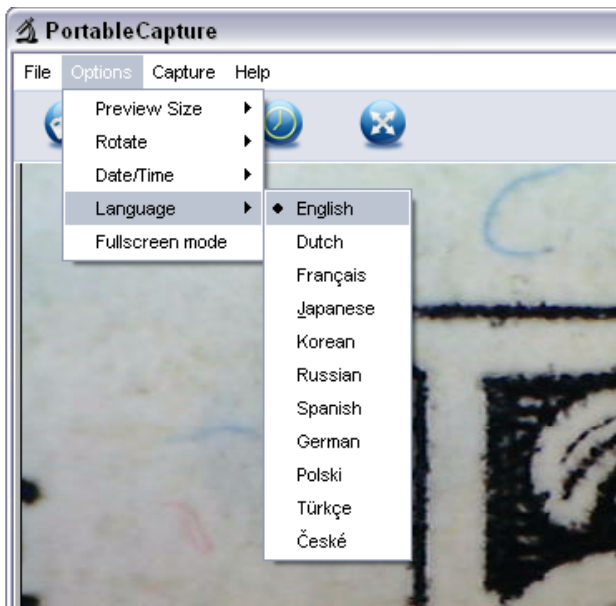 PortableCapture
File Options Capture Help
Preview Size
Rotate
Date/Time
Language
Fullscreen mode
English
Dutch
Français
Japanese
Korean
Russian
Spanish
German
Polski
Türkçe
České